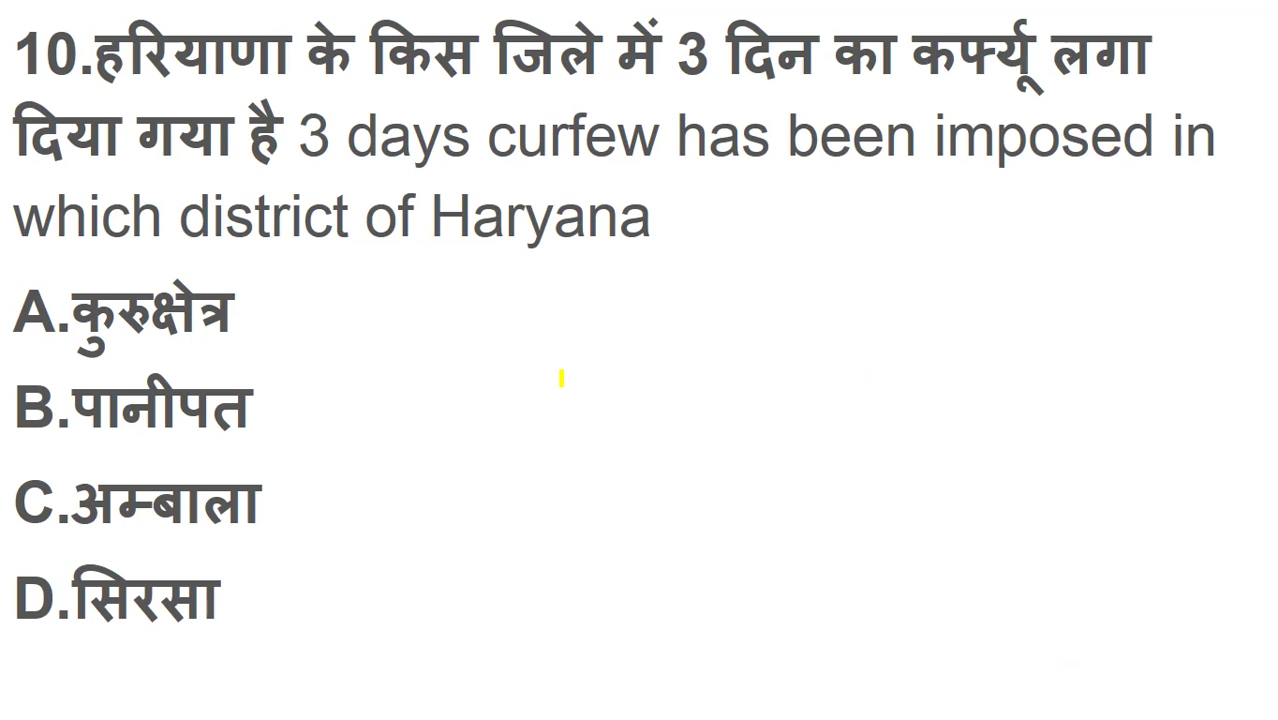 10.हरियाणा के किस जिले में 3 दिन का कर्फ्यू लगा
दिया गया है 3 days curfew has been imposed in
which district of Haryana
A.कुरुक्षेत्र
B.पानीपत
C.अम्बाला
D.सिरसा